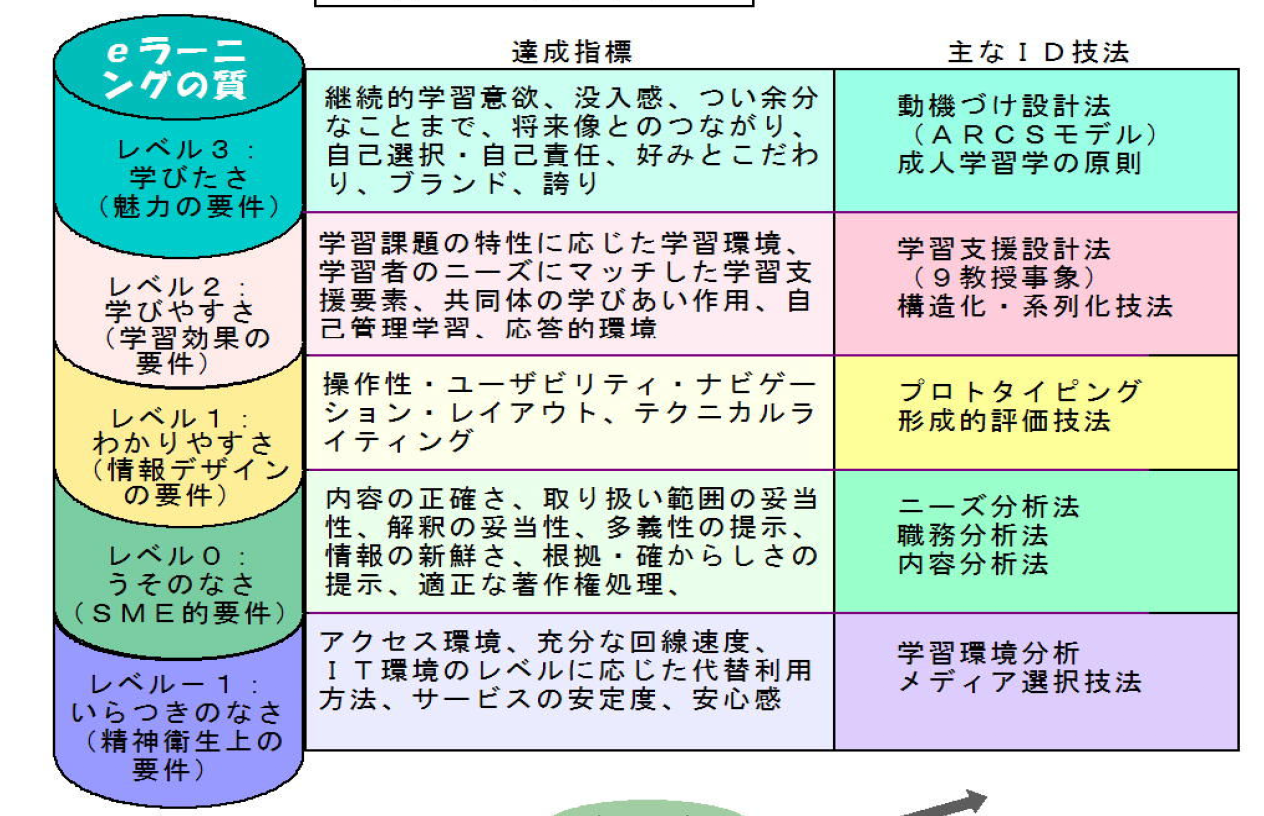 eラーニ
ングの質
達成指標
主なＩＤ技法
レベル３：
学びたさ
（魅力の要件）
継続的学習意欲、没入感、つい余分
なことまで、将来像とのつながり、
自己選択・自己責任、好みとこだわ
り、ブランド、誇り
動機づけ設計法
（ＡＲＣＳモデル）
成人学習学の原則
レベル２：
学びやすさ
（学習効果の
要件）
学習課題の特性に応じた学習環境、
学習者のニーズにマッチした学習支
援要素、共同体の学びあい作用、自
己管理学習、応答的環境
学習支援設計法
（９教授事象）
構造化・系列化技法
レベル１：
わかりやすさ
（情報デザイン
の要件）
操作性・ユーザビリティ・ナビゲー
ション・レイアウト、テクニカルラ
イティング
プロトタイピング
形成的評価技法
レベル０：
うそのなさ
（ＳＭＥ的要件）
内容の正確さ、取り扱い範囲の妥当
性、解釈の妥当性、多義性の提示、
情報の新鮮さ、根拠・確からしさの
提示、適正な著作権処理、
ニーズ分析法
職務分析法
内容分析法
レベルー１：
いらつきのなさ
（精神衛生上の
要件）
アクセス環境、充分な回線速度、
ＩＴ環境のレベルに応じた代替利用
方法、サービスの安定度、安心感
学習環境分析
メディア選択技法